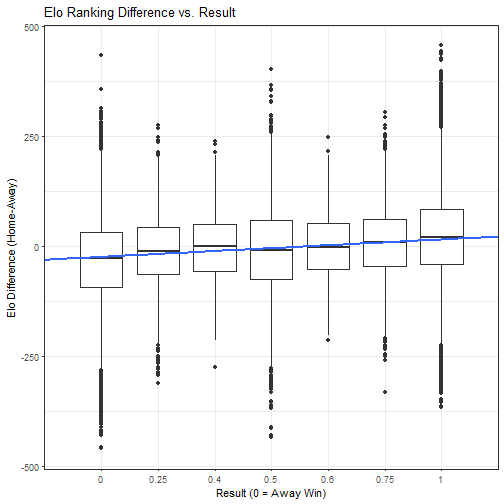 Elo Ranking Difference vs. Result
500
250
0
-250
-500
Elo Difference (Home-Away)
0 0.25 0.4 0.5 0.6 0.75 1
Result (0 = Away Win)